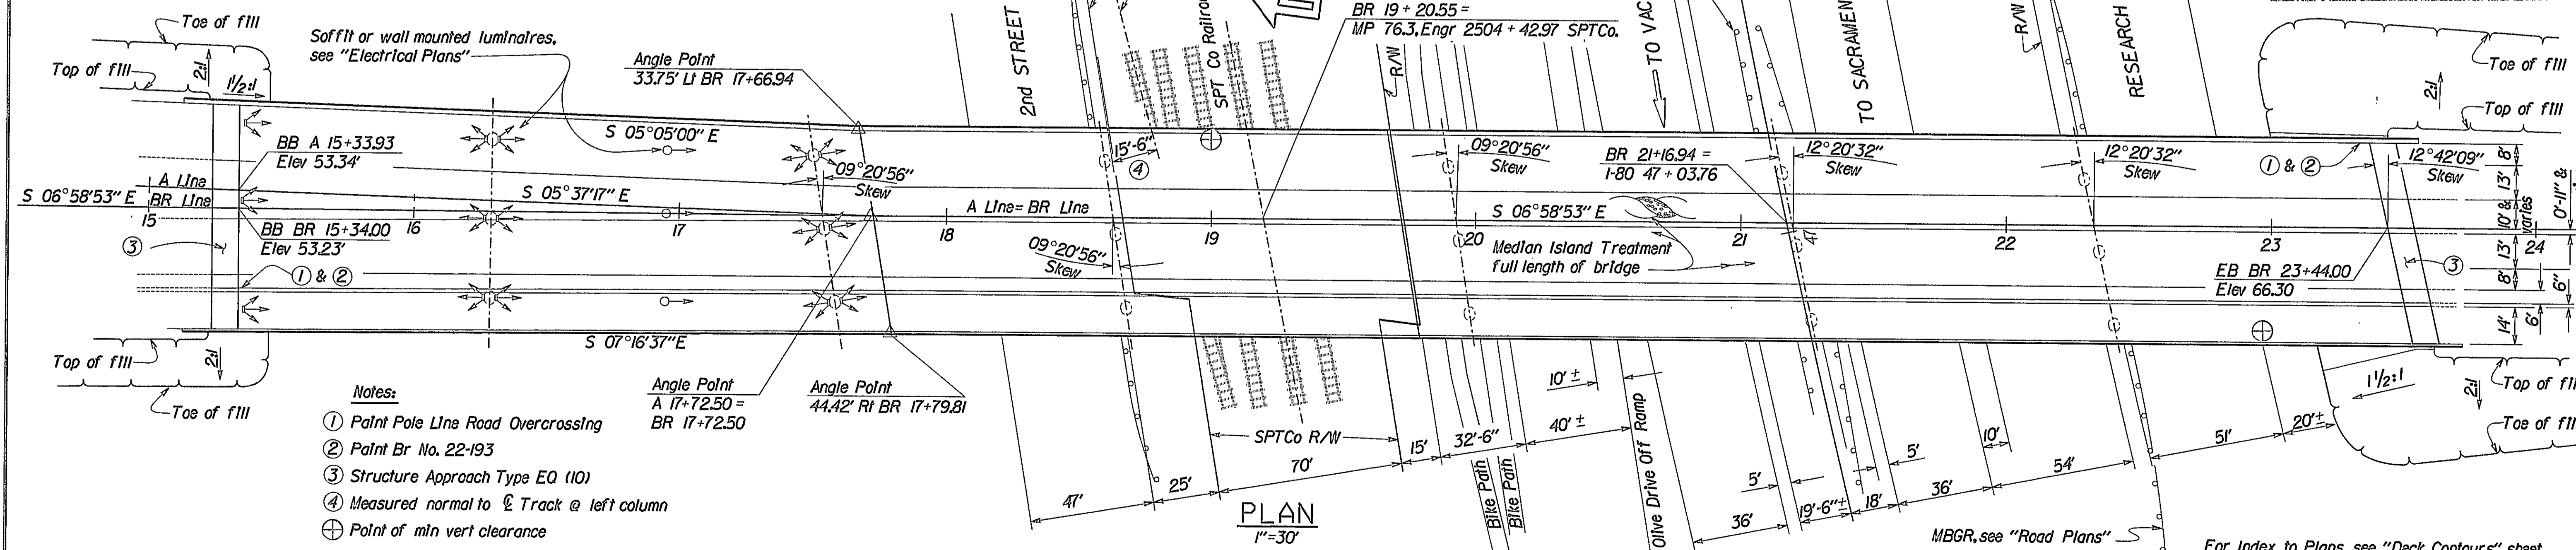 Toe of fill
Top of fill
2:1
1 1/2:1
Soffit or wall mounted luminaires,
see "Electrical Plans"
Angle Point
33.75' Lt BR 17+66.94
2nd STREET
SPT Co Railroa
BR 19 + 20.55 =
MP 76.3, Engr 2504 + 42.97 SPTCo.
R/W
TO VAC
TO SACRAMEN
R/W
RESEARCH
Toe of fill
2:1
Top of fill
S 05°05'00" E
BB A 15+33.93
Elev 53.34'
09°20'56"
Skew
15'-6"
④
09°20'56"
Skew
BR 21+16.94 =
I-80 47 + 03.76
12°20'32"
Skew
12°20'32"
Skew
① & ②
12°42'09"
Skew
8'
13'
10' &
varies
0'-11" &
13'
8'
6"
14'
6'
A Line
S 06°58'53" E
BR Line
S 05°37'17" E
A Line= BR Line
S 06°58'53" E
15
16
17
18
19
20
21
47
22
23
24
BB BR 15+34.00
Elev 53.23'
③
① & ②
09°20'56"
Skew
Median Island Treatment
full length of bridge
EB BR 23+44.00
Elev 66.30
③
S 07°16'37"E
Top of fill
2:1
Toe of fill
Angle Point
A 17+72.50 =
BR 17+72.50
Angle Point
44.42' Rt BR 17+79.81
10' ±
40' ±
1 1/2:1
2:1
Top of fil
Toe of fil
Notes:
① Paint Pole Line Road Overcrossing
② Paint Br No. 22-193
③ Structure Approach Type EQ (10)
④ Measured normal to ℄ Track @ left column
⊕ Point of min vert clearance
47'
25'
SPTCo R/W
70'
15'
32'-6"
Bike Path
Bike Path
Olive Drive Off Ramp
36'
5'
19'-6"±
18'
5'
36'
10'
54'
51'
20'±
PLAN
1"=30'
MBGR, see "Road Plans"
For Index to Plans, see "Deck Contours" sheet